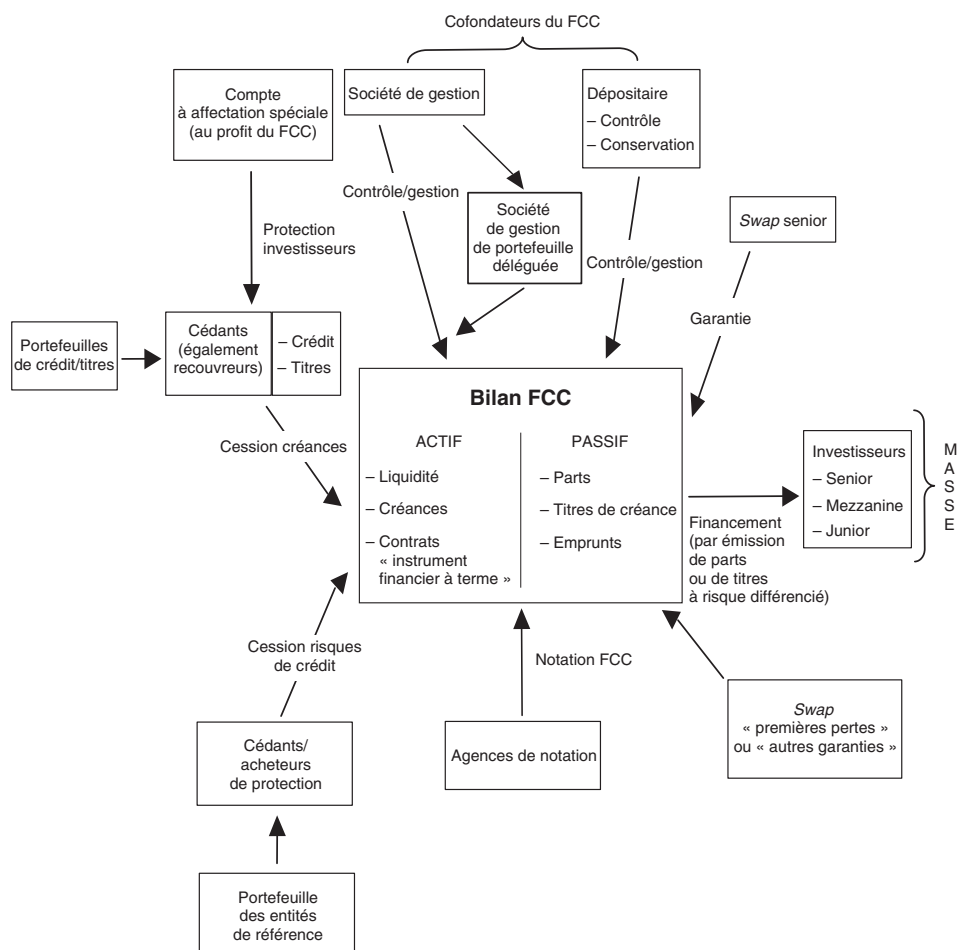 Cofondateurs du FCC
Compte
à affectation spéciale
(au profit du FCC)
Société de gestion
Dépositaire
– Contrôle
– Conservation
Contrôle/gestion
Société
de gestion
de portefeuille
déléguée
Swap senior
Protection
investisseurs
Contrôle/gestion
Garantie
Portefeuilles
de crédit/titres
Cédants
(également
recouvreurs)
– Crédit
– Titres
Cession créances
Bilan FCC
ACTIF
– Liquidité
– Créances
– Contrats
« instrument
financier à terme »
PASSIF
– Parts
– Titres de créance
– Emprunts
Investisseurs
– Senior
– Mezzanine
– Junior
M
A
S
S
E
Financement
(par émission
de parts
ou de titres
à risque différencié)
Cession risques
de crédit
Notation FCC
Swap
« premières pertes »
ou « autres garanties »
Cédants/
acheteurs
de protection
Agences de notation
Portefeuille
des entités
de référence